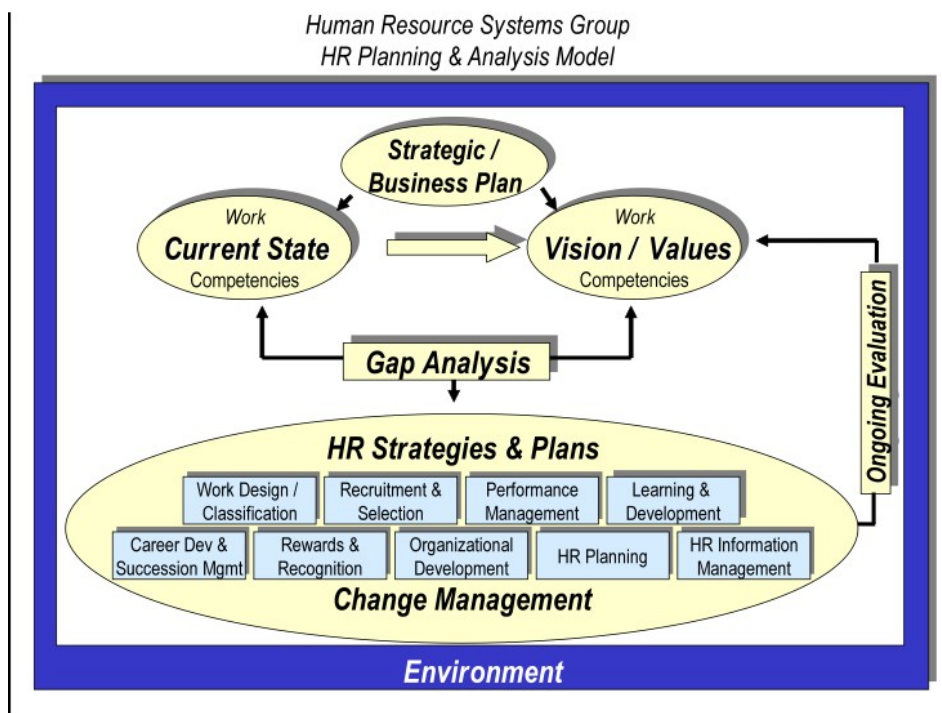 Human Resource Systems Group
HR Planning & Analysis Model
Strategic /
Business Plan
Work
Current State
Competencies
Work
Vision / Values
Competencies
Gap Analysis
Ongoing Evaluation
HR Strategies & Plans
Work Design /
Classification
Recruitment &
Selection
Performance
Management
Learning &
Development
Career Dev &
Succession Mgmt
Rewards &
Recognition
Organizational
Development
HR Planning
HR Information
Management
Change Management
Environment